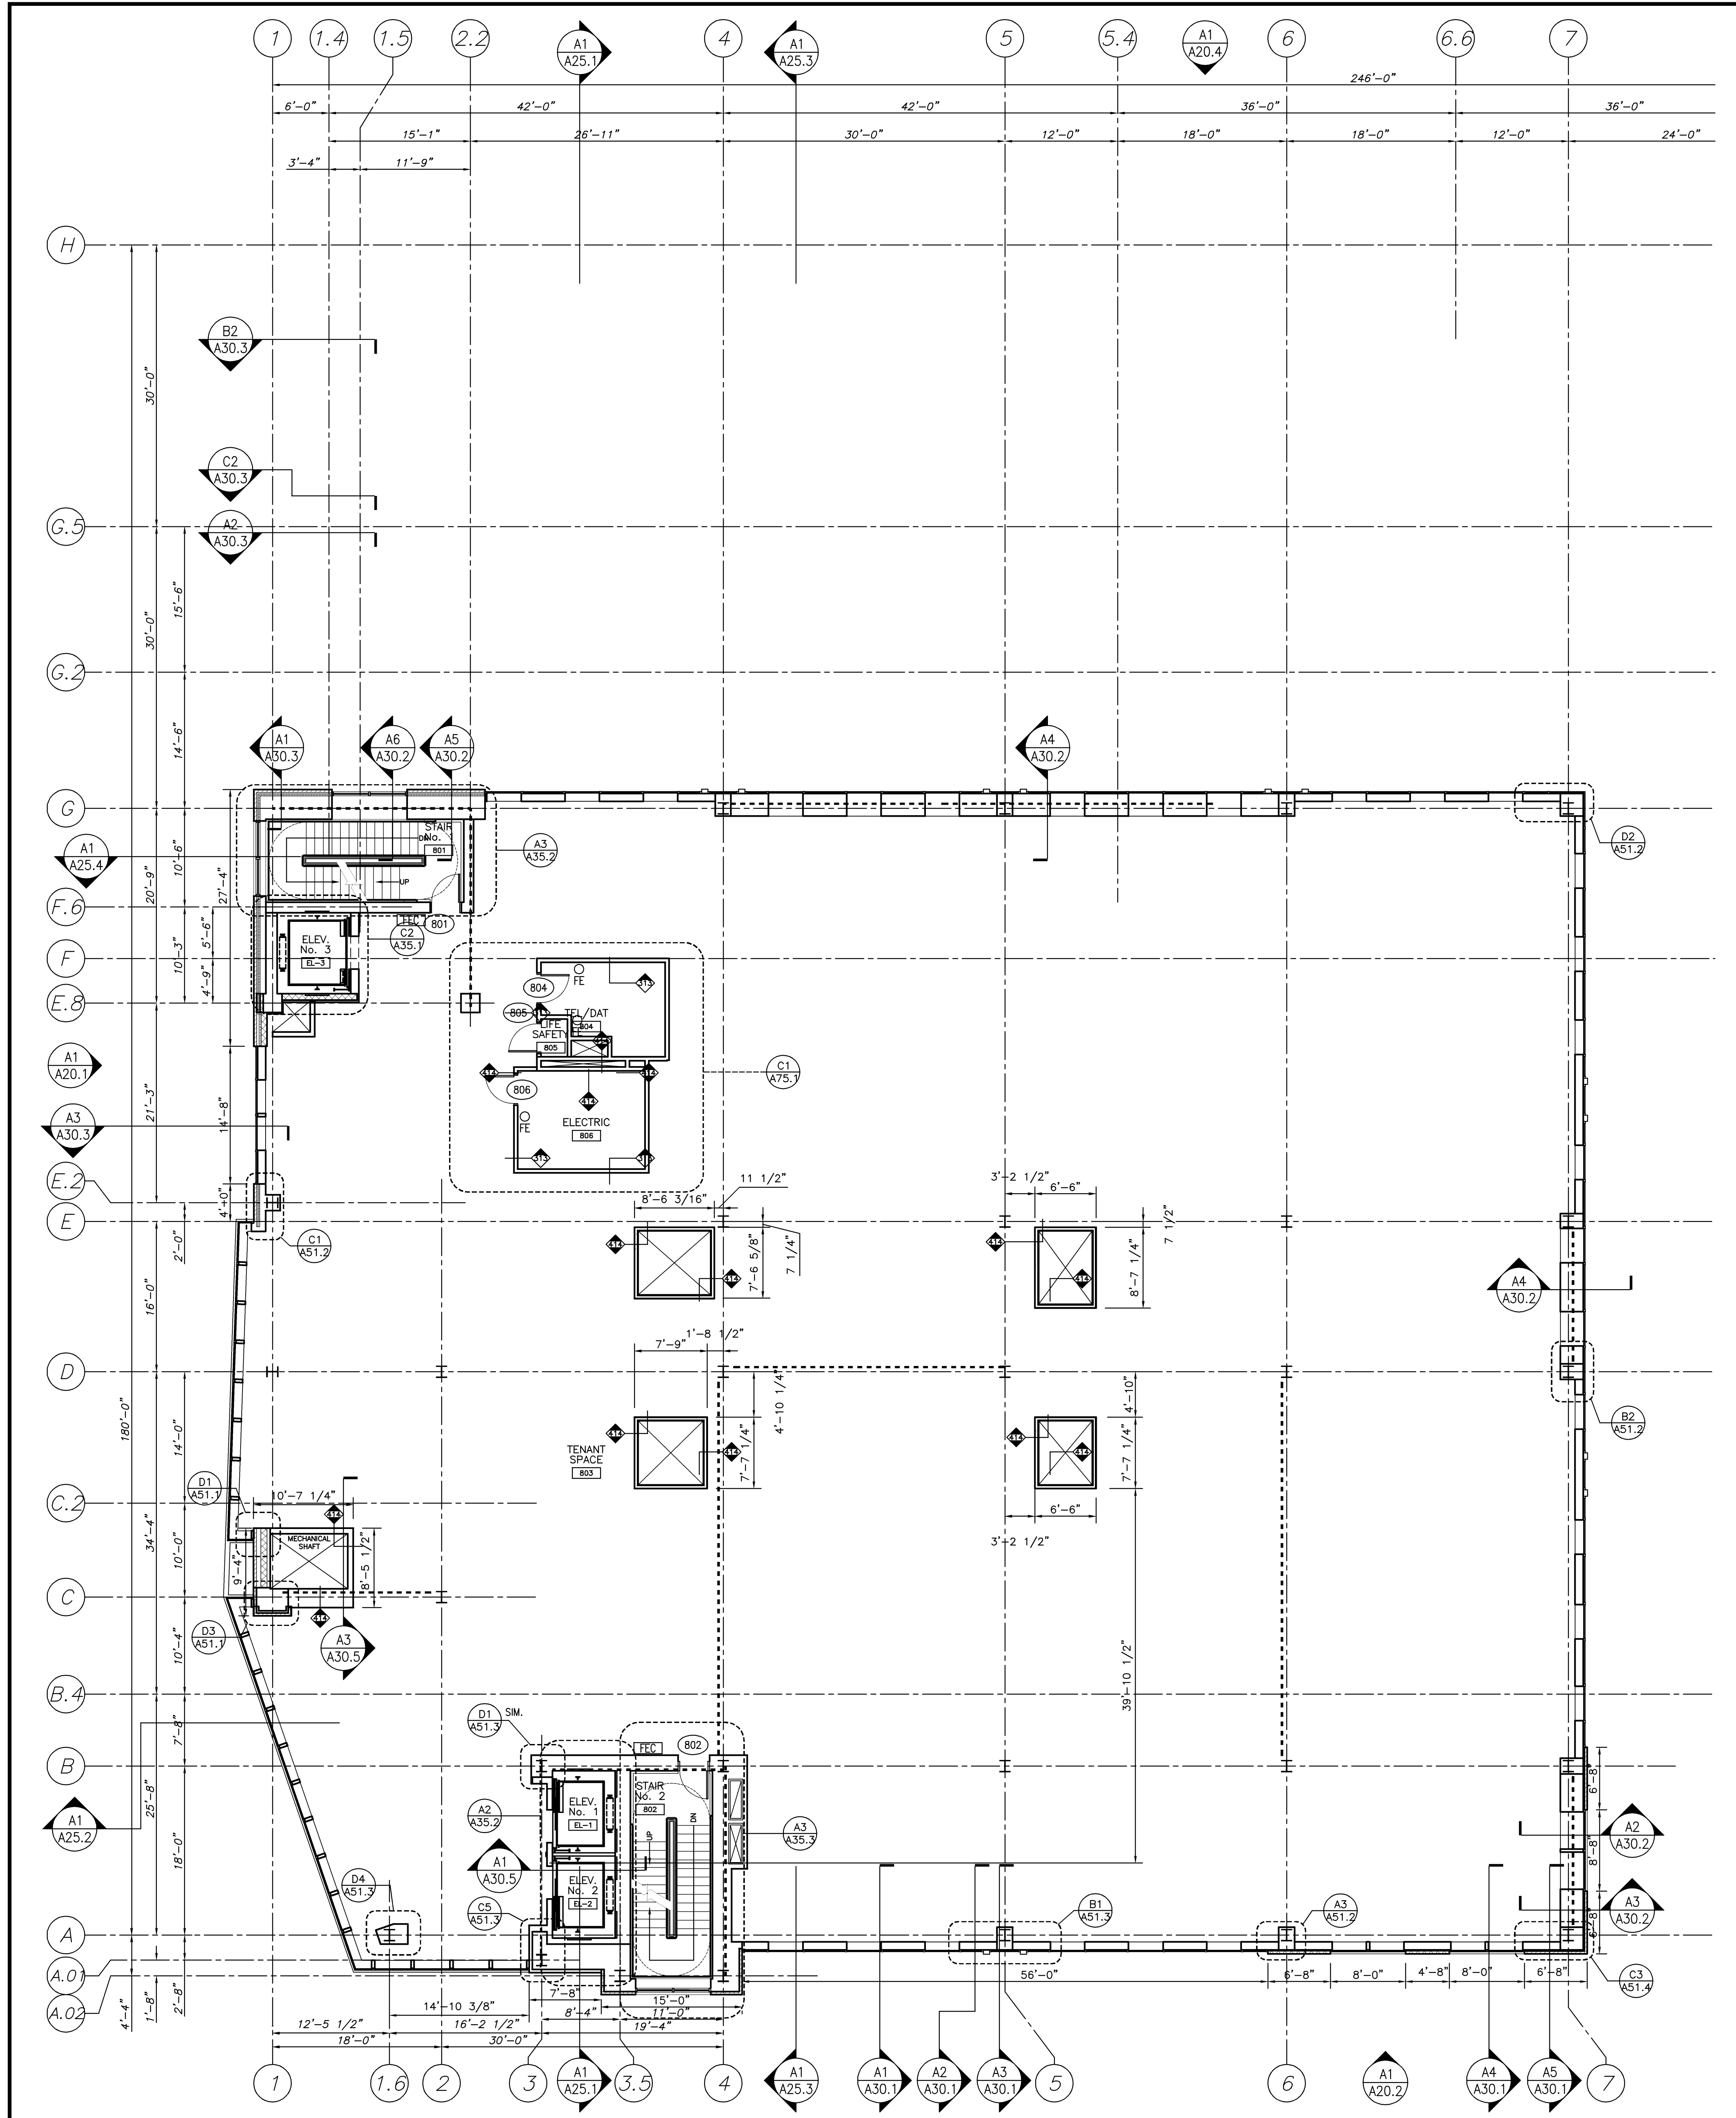 1
1.4
1.5
2.2
A1
A25.1
4
A1
A25.3
5
5.4
A1
A20.4
6
6.6
7
246'-0"
6'-0"
42'-0"
42'-0"
36'-0"
36'-0"
15'-1"
26'-11"
30'-0"
12'-0"
18'-0"
18'-0"
12'-0"
24'-0"
3'-4"
11'-9"
H
B2
A30.3
30'-0"
C2
A30.3
G.5
A2
A30.3
15'-6"
30'-0"
G.2
14'-6"
A1
A30.3
A6
A30.2
A5
A30.2
A4
A30.2
G
D2
A51.2
STAIR
No. 1
DN
801
A3
A35.2
A1
A25.4
10'-6"
20'-9"
27'-4"
UP
F.6
FEC
801
C2
A35.1
5'-6"
10'-3"
ELEV.
No. 3
EL-3
F
4'-9"
E.8
804
FE
313
805
TEL/DAT
804
LIFE
SAFETY
FE
805
414
A1
A20.1
414
414
C1
A75.1
806
414
21'-3"
14'-8"
A3
A30.3
FE
ELECTRIC
806
313
313
E.2
4'-0"
11 1/2"
8'-6 3/16"
3'-2 1/2"
6'-6"
E
C1
A51.2
2'-0"
414
414
7'-6 5/8"
7 1/4"
414
414
8'-7 1/4"
7 1/2"
16'-0"
A4
A30.2
1'-8 1/2"
7'-9"
D
180'-0"
4'-10 1/4"
4'-10"
B2
A51.2
14'-0"
414
TENANT
SPACE
803
414
7'-7 1/4"
414
414
7'-7 1/4"
D1
A51.1
10'-7 1/4"
C.2
414
6'-6"
3'-2 1/2"
34'-4"
10'-0"
MECHANICAL
SHAFT
9'-4"
8'-5 1/2"
C
414
D3
A51.1
A3
A30.5
10'-4"
39'-10 1/2"
B.4
7'-8"
D1
A51.3
SIM.
FEC
802
B
25'-8"
STAIR
No. 2
802
ELEV.
No. 1
EL-1
A2
A35.2
UP
DN
A3
A35.3
A1
A25.2
6'-8"
A2
A30.2
8'-8"
18'-0"
A1
A30.5
ELEV.
No. 2
EL-2
D4
A51.3
C5
A51.3
B1
A51.3
A3
A51.2
A3
A30.2
6'-8"
A
A.01
A.02
4'-4"
1'-8"
2'-8"
56'-0"
6'-8"
8'-0"
4'-8"
8'-0"
6'-8"
C3
A51.4
7'-8"
14'-10 3/8"
15'-0"
8'-4"
11'-0"
12'-5 1/2"
16'-2 1/2"
19'-4"
18'-0"
30'-0"
1
1.6
2
3
A1
A25.1
3.5
4
A1
A25.3
A1
A30.1
A2
A30.1
A3
A30.1
5
6
A1
A20.2
A4
A30.1
A5
A30.1
7